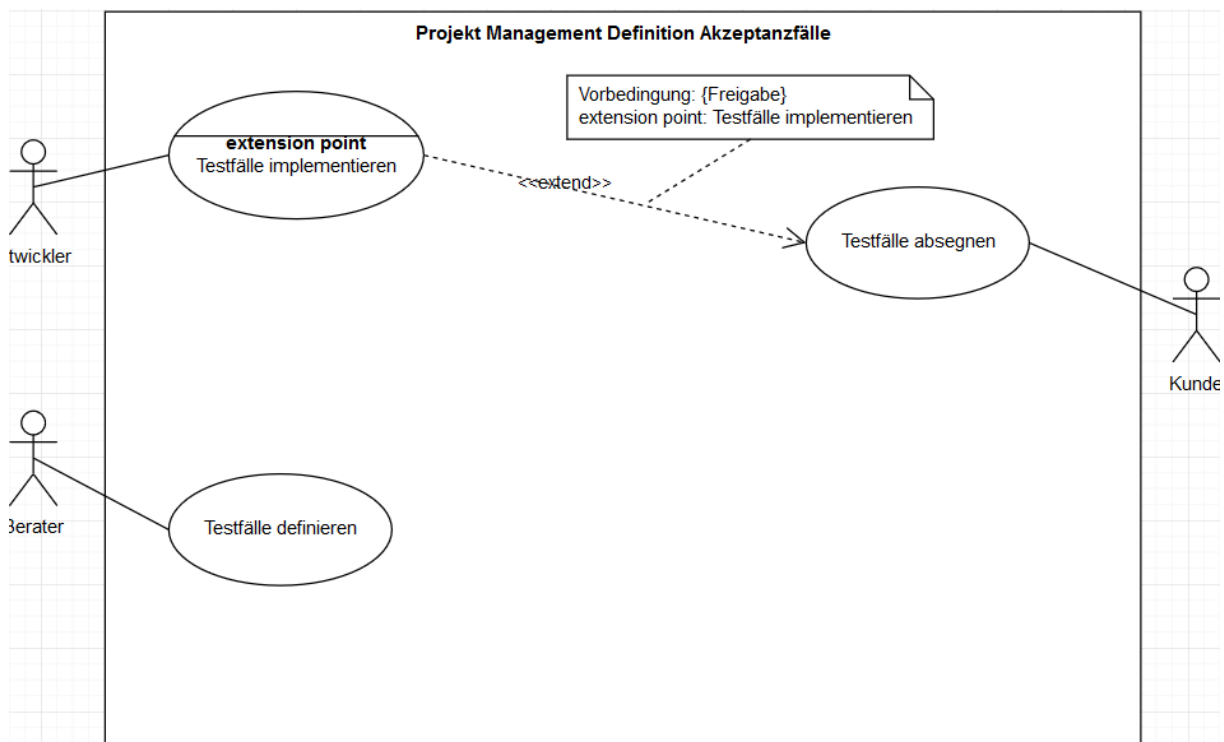 Projekt Management Definition Akzeptanzfälle
Vorbedingung: {Freigabe}
extension point: Testfälle implementieren
extension point
Testfälle implementieren
<<extend>>
Testfälle absegnen
twickler
Kunde
Berater
Testfälle definieren